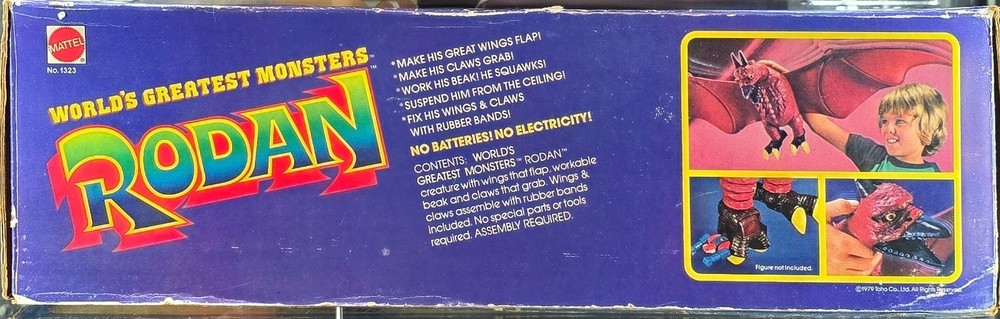 MATTEL
No. 1323
WORLD'S GREATEST MONSTERS™
RODAN™
*MAKE HIS GREAT WINGS FLAP!
*MAKE HIS CLAWS GRAB!
*WORK HIS BEAK! HE SQUAWKS!
*SUSPEND HIM FROM THE CEILING!
*FIX HIS WINGS & CLAWS
WITH RUBBER BANDS!
NO BATTERIES! NO ELECTRICITY!
CONTENTS: WORLD'S
GREATEST MONSTERS™ RODAN™
creature with wings that flap, workable
beak and claws that grab. Wings &
claws assemble with rubber bands
included. No special parts or tools
required. ASSEMBLY REQUIRED.
Figure not included.
©1979 Toho Co., Ltd. All Rights Reserved.